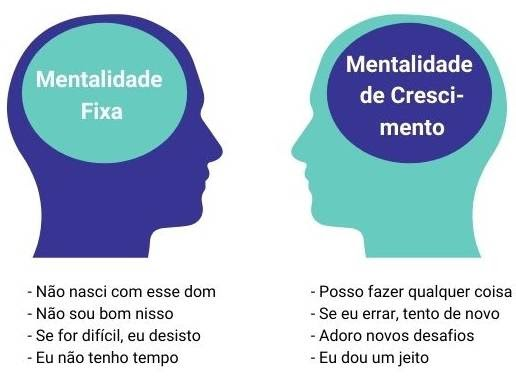 Mentalidade
Fixa
- Não nasci com esse dom
- Não sou bom nisso
- Se for difícil, eu desisto
- Eu não tenho tempo
Mentalidade
de Cresci-
mento
- Posso fazer qualquer coisa
- Se eu errar, tento de novo
- Adoro novos desafios
- Eu dou um jeito